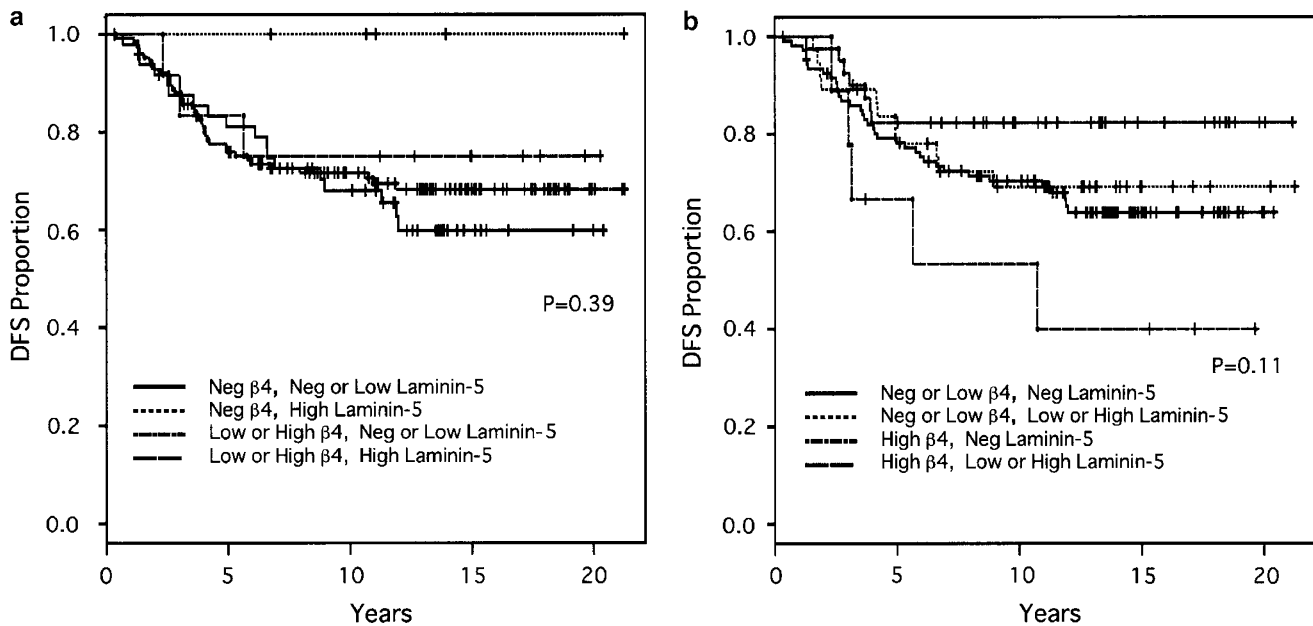 a
DFS Proportion
1.0
0.8
0.6
0.4
0.2
0.0
P=0.39
Neg β4, Neg or Low Laminin-5
Neg β4, High Laminin-5
Low or High β4, Neg or Low Laminin-5
Low or High β4, High Laminin-5
0 5 10 15 20
Years
b
DFS Proportion
1.0
0.8
0.6
0.4
0.2
0.0
P=0.11
Neg or Low β4, Neg Laminin-5
Neg or Low β4, Low or High Laminin-5
High β4, Neg Laminin-5
High β4, Low or High Laminin-5
0 5 10 15 20
Years